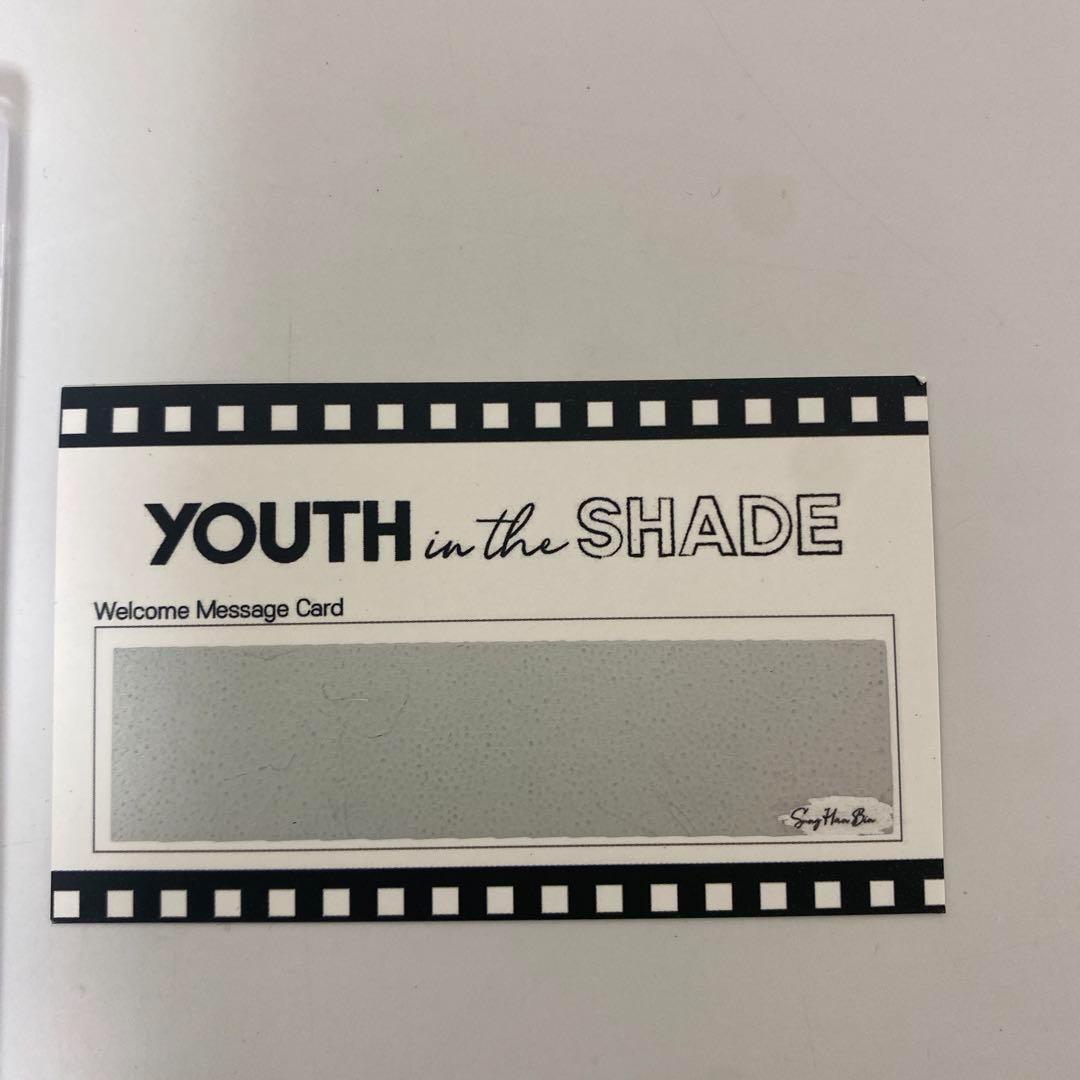 YOUTH in the SHADE
Welcome Message Card
Sung Han Bin